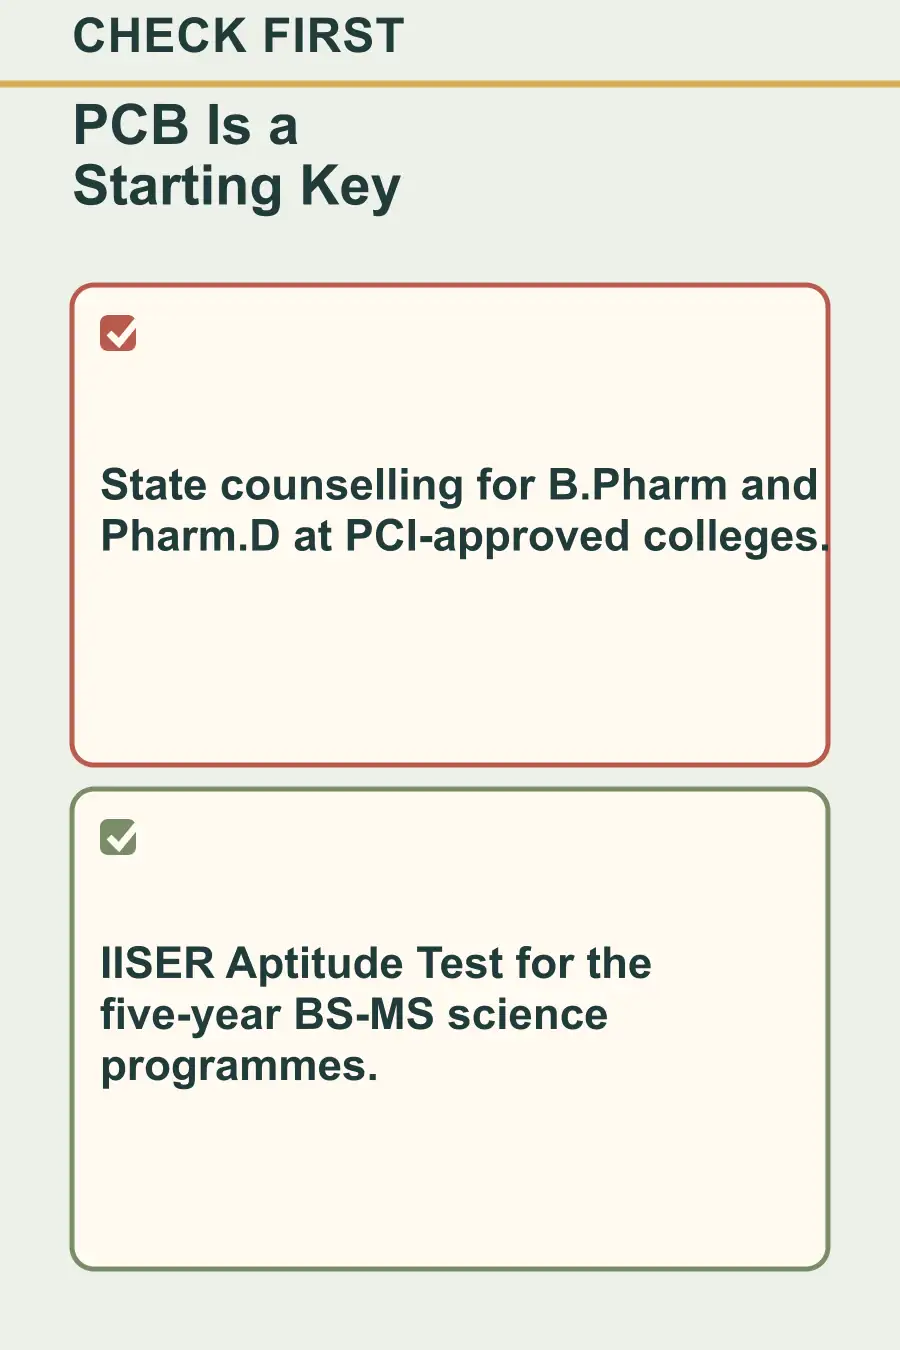 CHECK FIRST
PCB Is a
Starting Key
State counselling for B.Pharm and
Pharm.D at PCI-approved colleges.
IISER Aptitude Test for the
five-year BS-MS science
programmes.